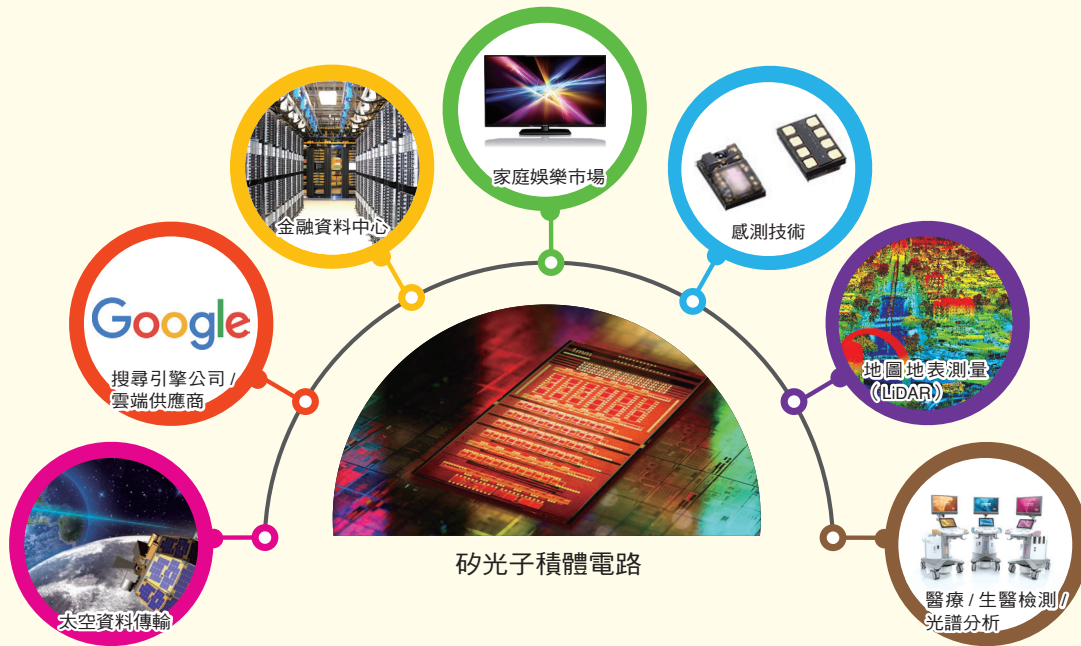 家庭娛樂市場
金融資料中心
感測技術
Google
搜尋引擎公司 /
雲端供應商
地圖地表測量
（LiDAR）
太空資料傳輸
醫療 / 生醫檢測 /
光譜分析
砂光子積體電路